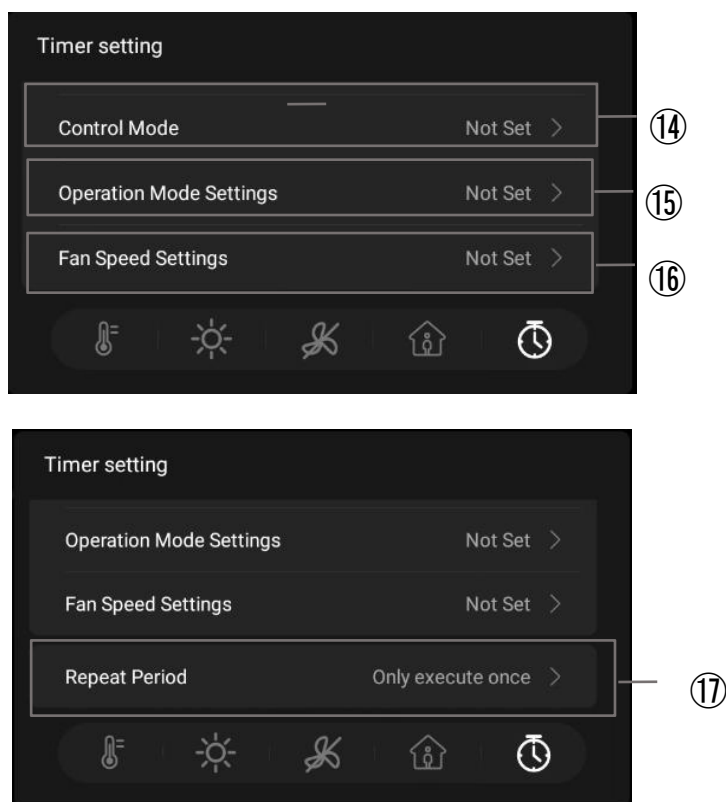 Timer setting
Control Mode Not Set >
⑭
Operation Mode Settings Not Set >
⑮
Fan Speed Settings Not Set >
⑯
Timer setting
Operation Mode Settings Not Set >
Fan Speed Settings Not Set >
Repeat Period Only execute once >
⑰